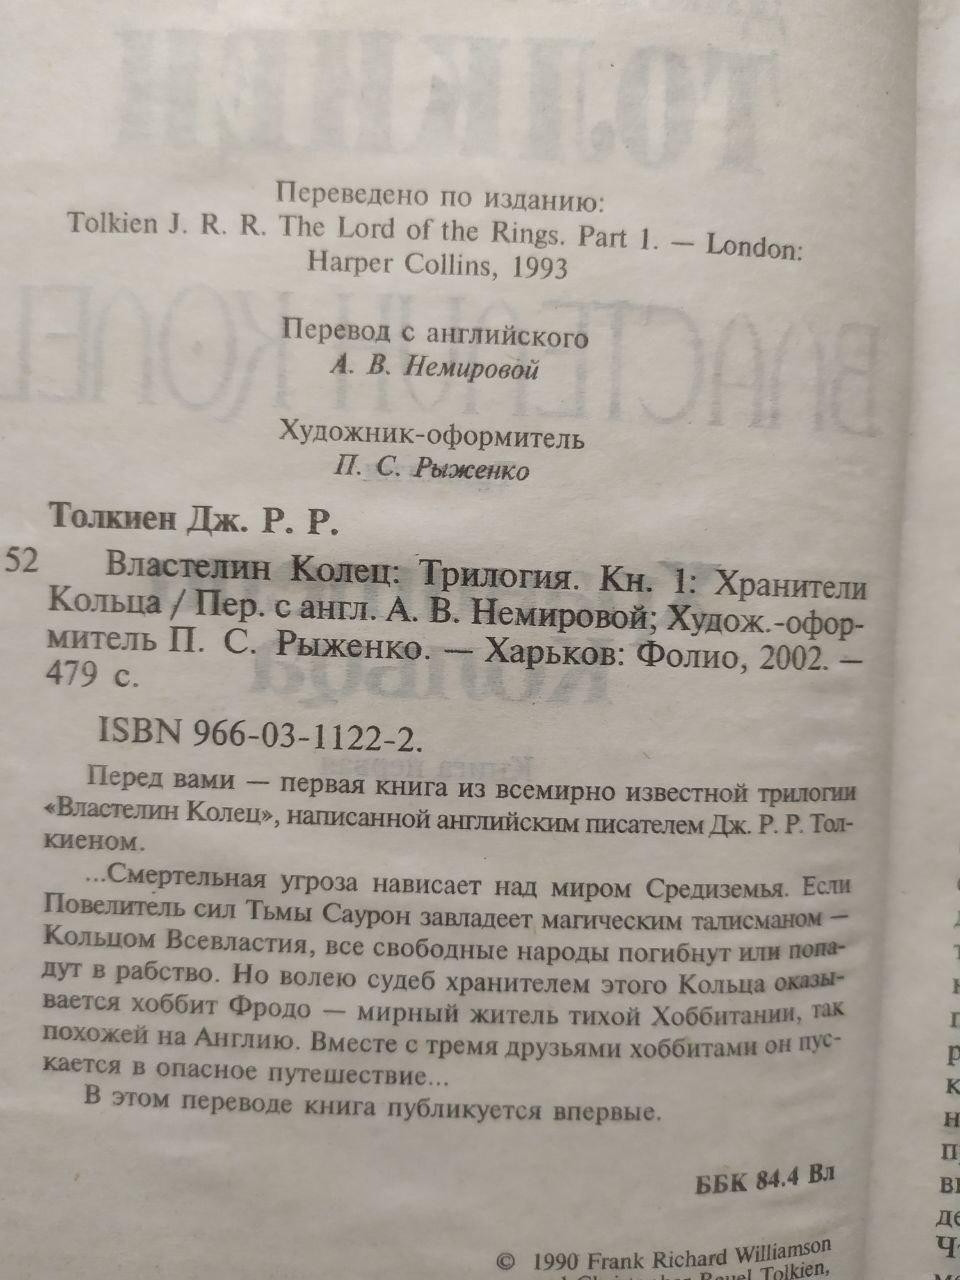 Переведено по изданию:
Tolkien J. R. R. The Lord of the Rings. Part 1. — London:
Harper Collins, 1993
Перевод с английского
А. В. Немировой
Художник-оформитель
П. С. Рыженко
Толкиен Дж. Р. Р.
52 Властелин Колец: Трилогия. Кн. 1: Хранители
Кольца / Пер. с англ. А. В. Немировой; Худож.-офор-
митель П. С. Рыженко. — Харьков: Фолио, 2002. —
479 с.
ISBN 966-03-1122-2.
Перед вами — первая книга из всемирно известной трилогии
«Властелин Колец», написанной английским писателем Дж. Р. Р. Тол-
киеном.
...Смертельная угроза нависает над миром Средиземья. Если
Повелитель сил Тьмы Саурон завладеет магическим талисманом —
Кольцом Всевластия, все свободные народы погибнут или попа-
дут в рабство. Но волею судеб хранителем этого Кольца оказы-
вается хоббит Фродо — мирный житель тихой Хоббитании, так
похожей на Англию. Вместе с тремя друзьями хоббитами он пус-
кается в опасное путешествие...
В этом переводе книга публикуется впервые.
ББК 84.4 Вл
© 1990 Frank Richard Williamson
Christopher Reuel Tolkien,